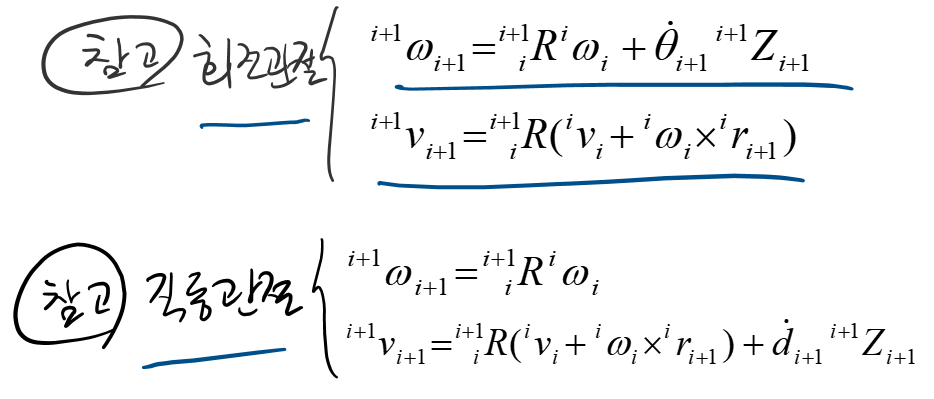 참고 회전관절 { ^{i+1}ω_{i+1} = ^{i+1}_{i}R ^{i}ω_{i} + θ̇_{i+1} ^{i+1}Z_{i+1}
^{i+1}v_{i+1} = ^{i+1}_{i}R(^{i}v_{i} + ^{i}ω_{i} × ^{i}r_{i+1})
참고 직동관절 { ^{i+1}ω_{i+1} = ^{i+1}_{i}R ^{i}ω_{i}
^{i+1}v_{i+1} = ^{i+1}_{i}R(^{i}v_{i} + ^{i}ω_{i} × ^{i}r_{i+1}) + ḋ_{i+1} ^{i+1}Z_{i+1}